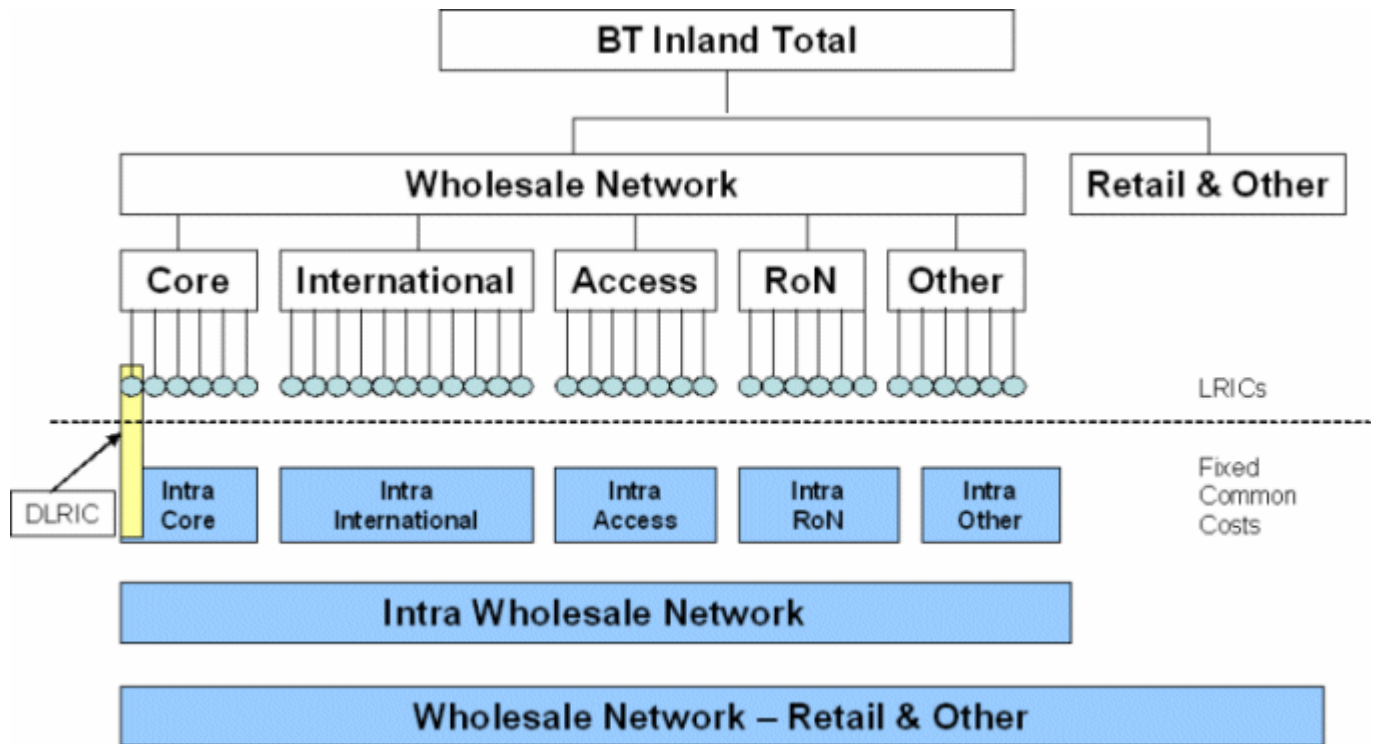 BT Inland Total
Wholesale Network
Retail & Other
Core
International
Access
RoN
Other
LRICs
DLRIC
Intra
Core
Intra
International
Intra
Access
Intra
RoN
Intra
Other
Fixed
Common
Costs
Intra Wholesale Network
Wholesale Network – Retail & Other